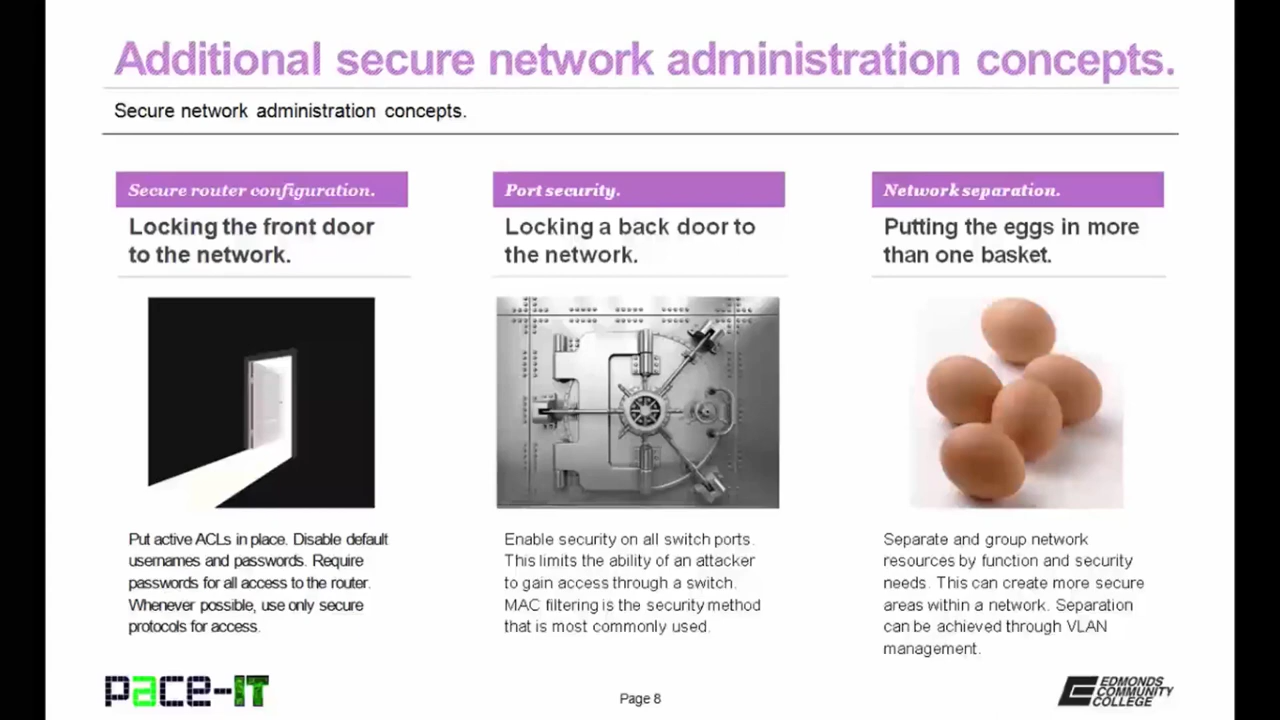 Additional secure network administration concepts.
Secure network administration concepts.
Secure router configuration.
Locking the front door
to the network.
Put active ACLs in place. Disable default
usernames and passwords. Require
passwords for all access to the router.
Whenever possible, use only secure
protocols for access.
Port security.
Locking a back door to
the network.
Enable security on all switch ports.
This limits the ability of an attacker
to gain access through a switch.
MAC filtering is the security method
that is most commonly used.
Network separation.
Putting the eggs in more
than one basket.
Separate and group network
resources by function and security
needs. This can create more secure
areas within a network. Separation
can be achieved through VLAN
management.
pace-IT
Page 8
EDMONDS
COMMUNITY
COLLEGE